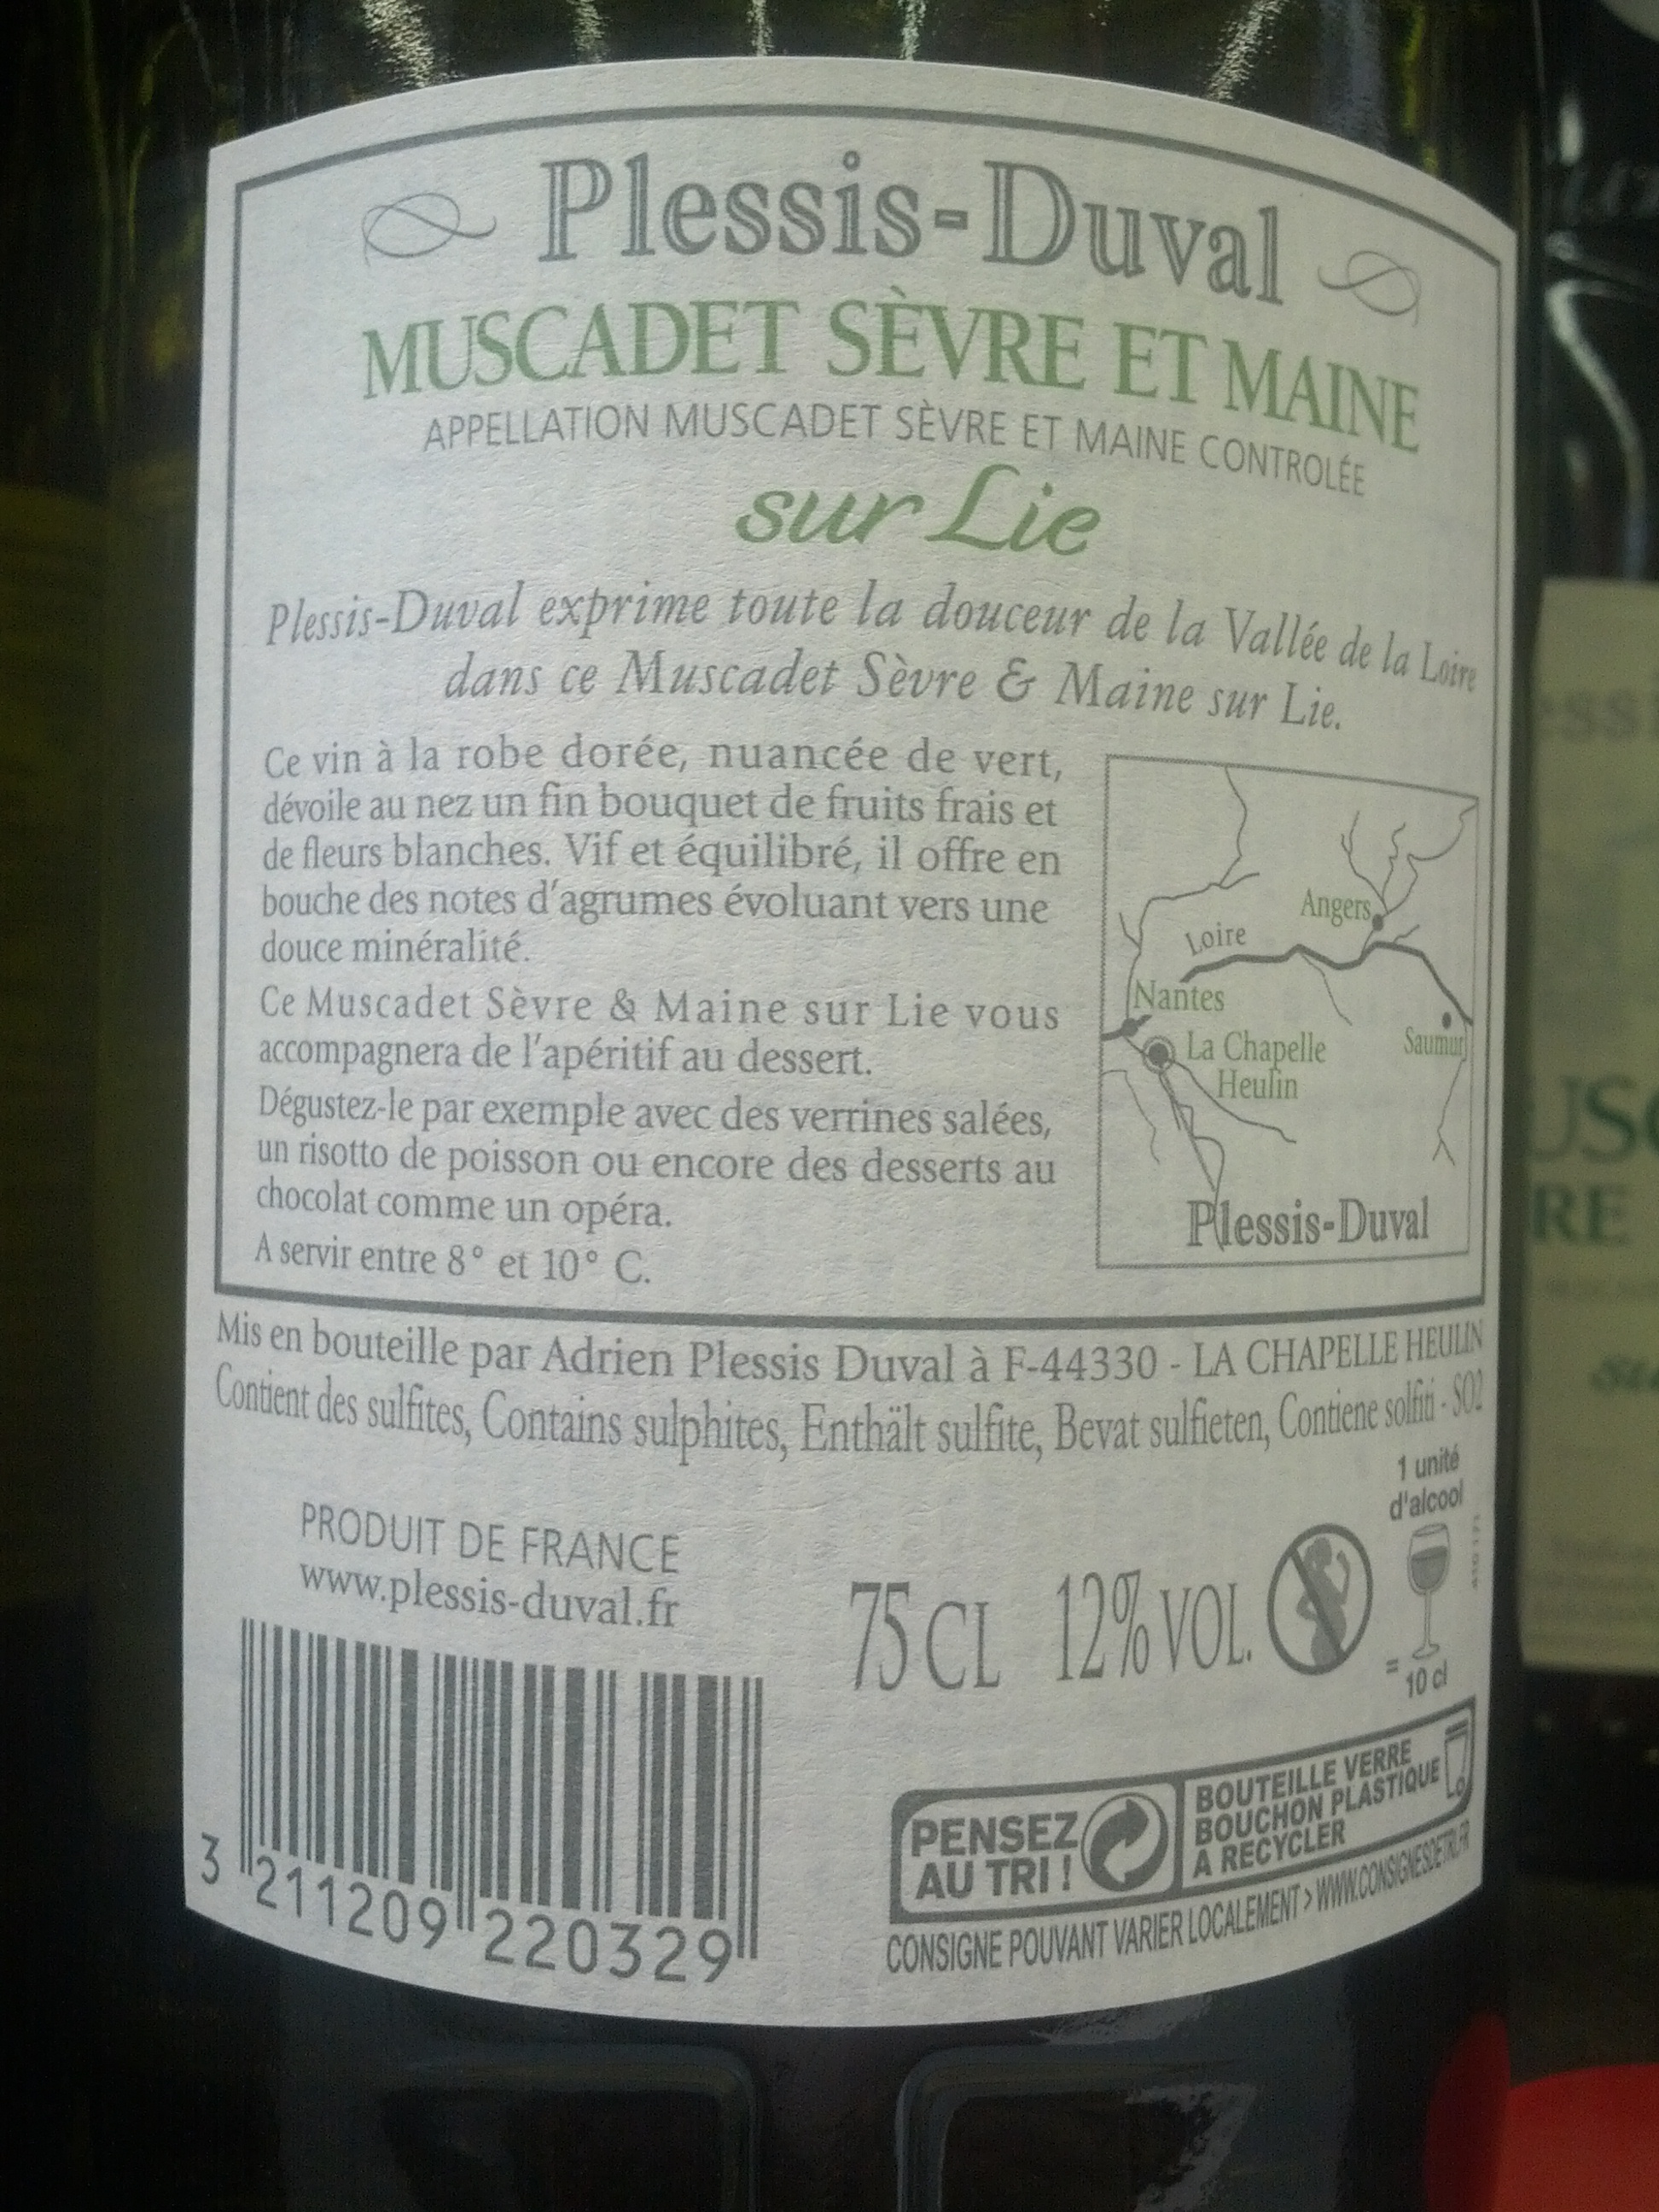 Plessis-Duval
MUSCADET SÈVRE ET MAINE
APPELLATION MUSCADET SÈVRE ET MAINE CONTROLÉE
sur Lie
Plessis-Duval exprime toute la douceur de la Vallée de la Loire
dans ce Muscadet Sèvre & Maine sur Lie.
Ce vin à la robe dorée, nuancée de vert,
dévoile au nez un fin bouquet de fruits frais et
de fleurs blanches. Vif et équilibré, il offre en
bouche des notes d'agrumes évoluant vers une
douce minéralité.
Ce Muscadet Sèvre & Maine sur Lie vous
accompagnera de l'apéritif au dessert.
Dégustez-le par exemple avec des verrines salées,
un risotto de poisson ou encore des desserts au
chocolat comme un opéra.
A servir entre 8° et 10° C.
Angers
Loire
Nantes
La Chapelle
Heulin
Saumur
Plessis-Duval
Mis en bouteille par Adrien Plessis Duval à F-44330 - LA CHAPELLE HEULIN
Contient des sulfites, Contains sulphites, Enthält sulfite, Bevat sulfieten, Contiene solfiti - SO2
PRODUIT DE FRANCE
www.plessis-duval.fr
75 CL 12% VOL.
1 unité
d'alcool
= 10 cl
3 211209 220329
PENSEZ
AU TRI !
BOUTEILLE VERRE
BOUCHON PLASTIQUE
A RECYCLER
CONSIGNE POUVANT VARIER LOCALEMENT > WWW.CONSIGNESDETRI.FR